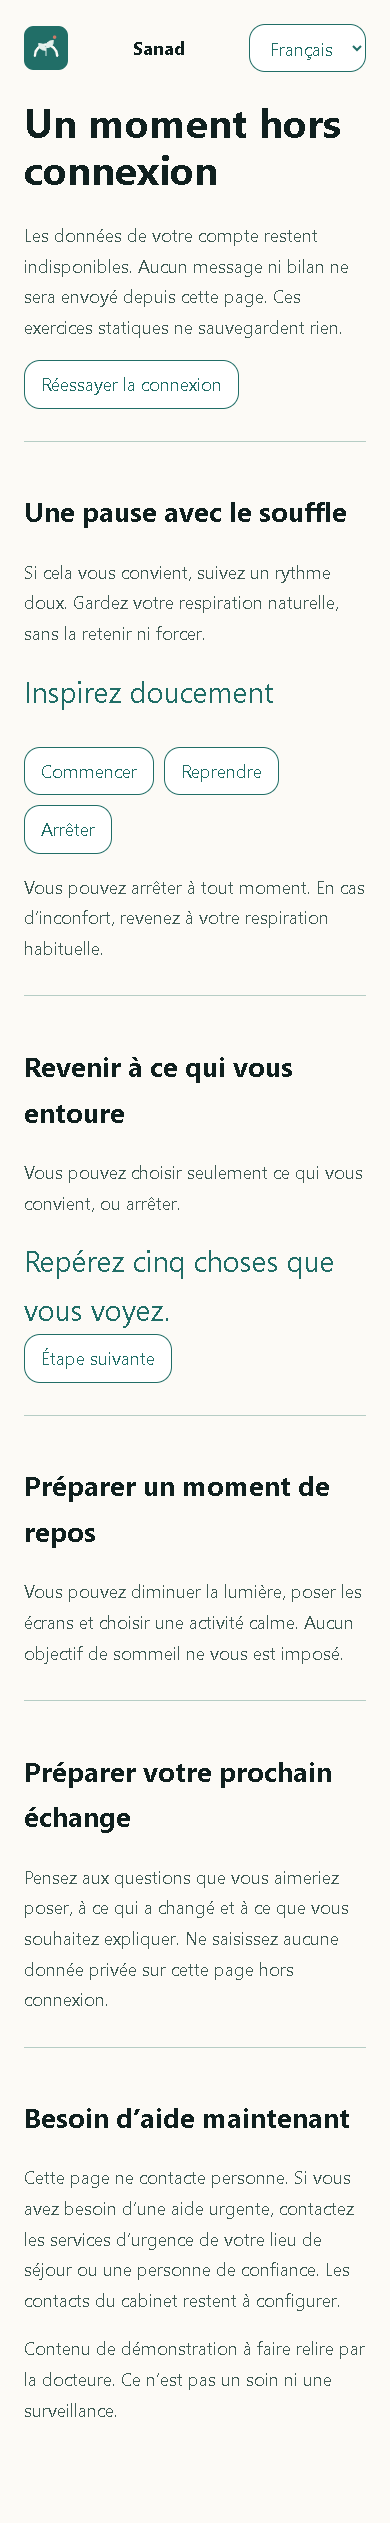 Sanad
Français
Un moment hors
connexion
Les données de votre compte restent
indisponibles. Aucun message ni bilan ne
sera envoyé depuis cette page. Ces
exercices statiques ne sauvegardent rien.
Réessayer la connexion
Une pause avec le souffle
Si cela vous convient, suivez un rythme
doux. Gardez votre respiration naturelle,
sans la retenir ni forcer.
Inspirez doucement
Commencer
Reprendre
Arrêter
Vous pouvez arrêter à tout moment. En cas
d’inconfort, revenez à votre respiration
habituelle.
Revenir à ce qui vous
entoure
Vous pouvez choisir seulement ce qui vous
convient, ou arrêter.
Repérez cinq choses que
vous voyez.
Étape suivante
Préparer un moment de
repos
Vous pouvez diminuer la lumière, poser les
écrans et choisir une activité calme. Aucun
objectif de sommeil ne vous est imposé.
Préparer votre prochain
échange
Pensez aux questions que vous aimeriez
poser, à ce qui a changé et à ce que vous
souhaitez expliquer. Ne saisissez aucune
donnée privée sur cette page hors
connexion.
Besoin d’aide maintenant
Cette page ne contacte personne. Si vous
avez besoin d’une aide urgente, contactez
les services d’urgence de votre lieu de
séjour ou une personne de confiance. Les
contacts du cabinet restent à configurer.
Contenu de démonstration à faire relire par
la docteure. Ce n’est pas un soin ni une
surveillance.